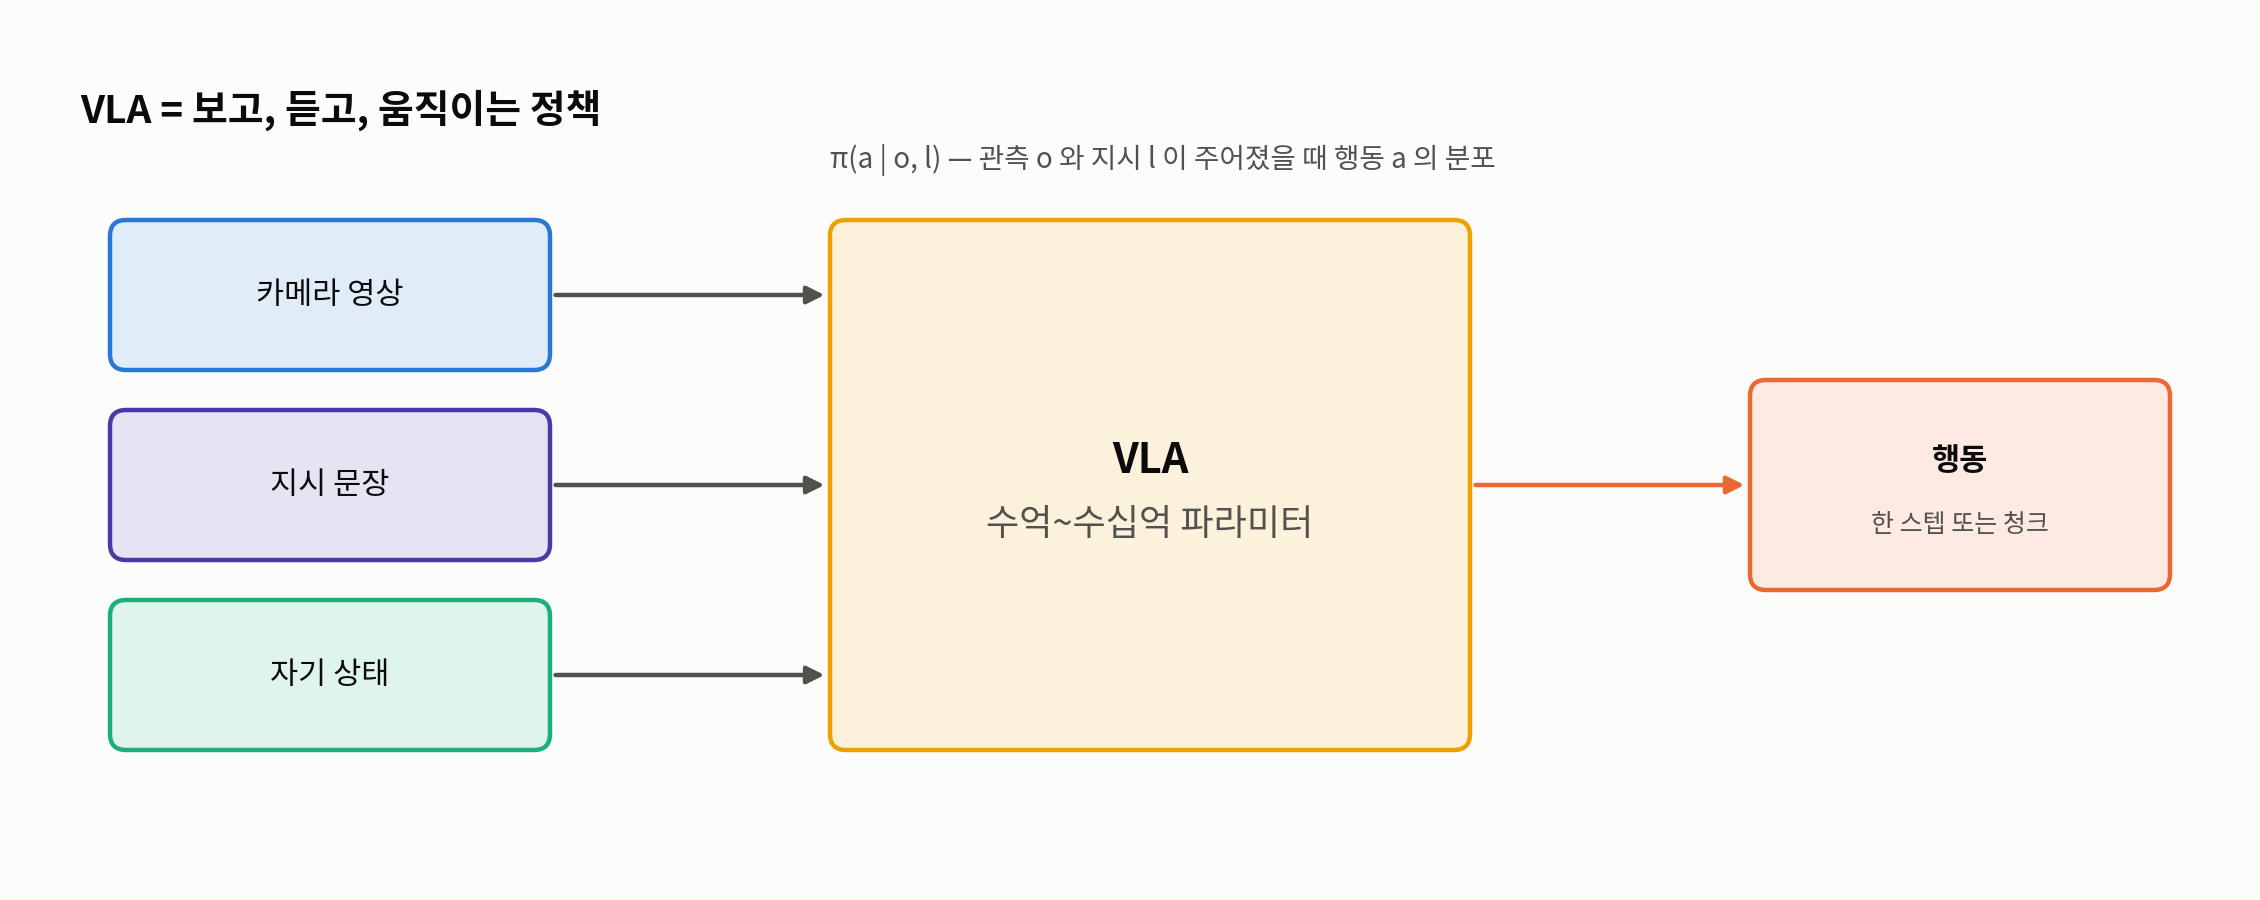 VLA = 보고, 듣고, 움직이는 정책
π(a | o, l) — 관측 o 와 지시 l 이 주어졌을 때 행동 a 의 분포
카메라 영상
지시 문장
자기 상태
VLA
수억~수십억 파라미터
행동
한 스텝 또는 청크